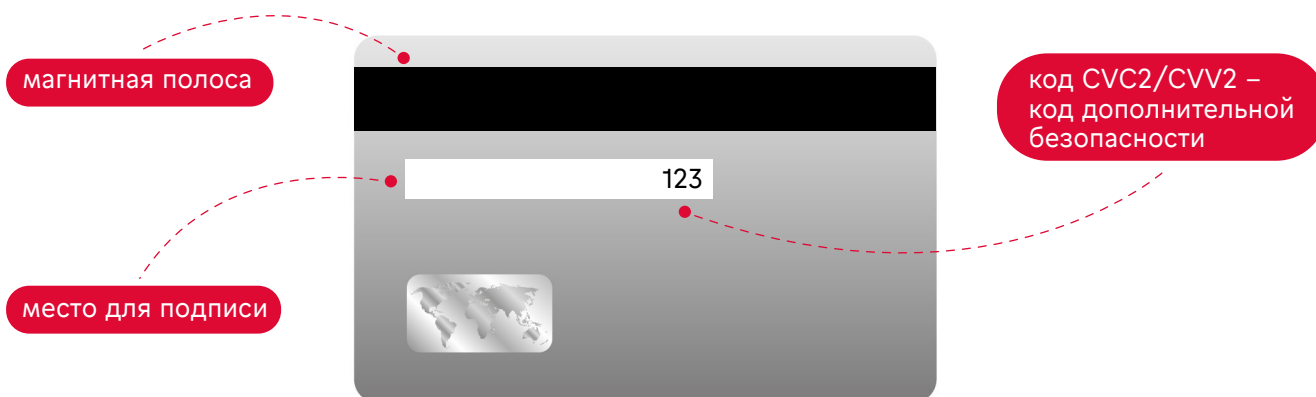 магнитная полоса
код CVC2/CVV2 –
код дополнительной
безопасности
123
место для подписи